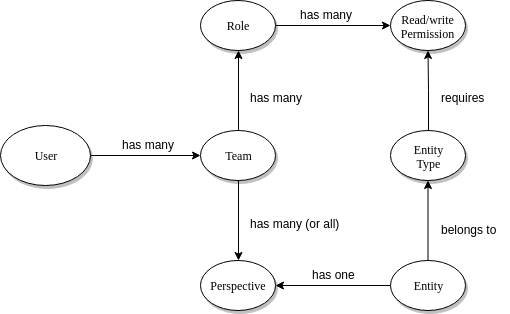 has many
Role
Read/write
Permission
has many
requires
has many
User
Team
Entity
Type
has many (or all)
belongs to
has one
Perspective
Entity